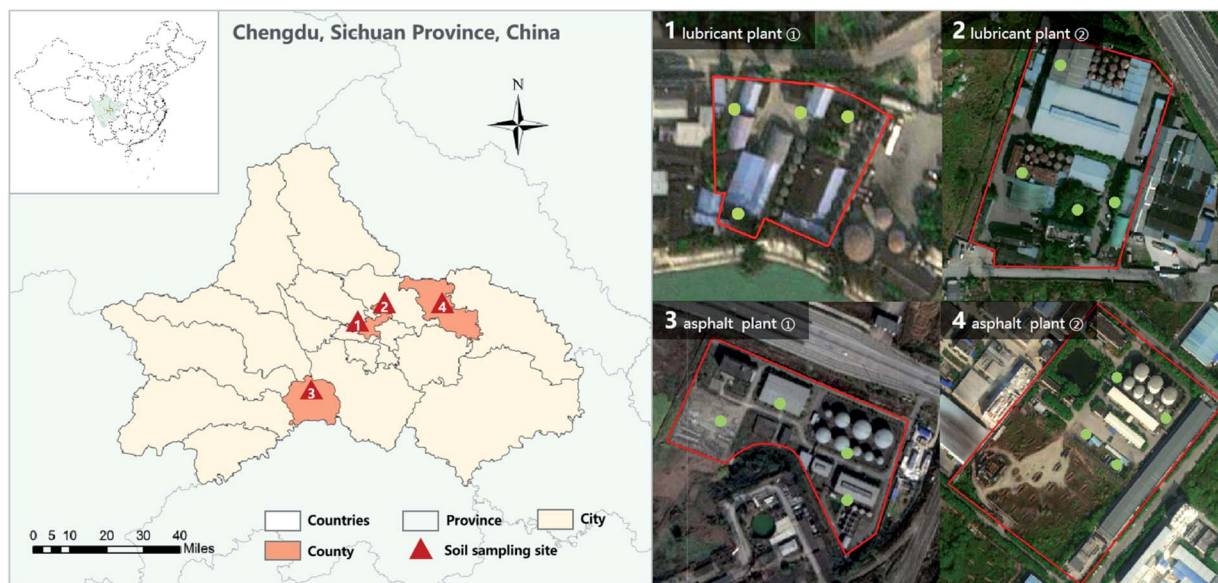 Chengdu, Sichuan Province, China
N
1
2
3
4
0 5 10 20 30 40
Miles
Countries
Province
City
County
Soil sampling site
1 lubricant plant ①
2 lubricant plant ②
3 asphalt plant ①
4 asphalt plant ②